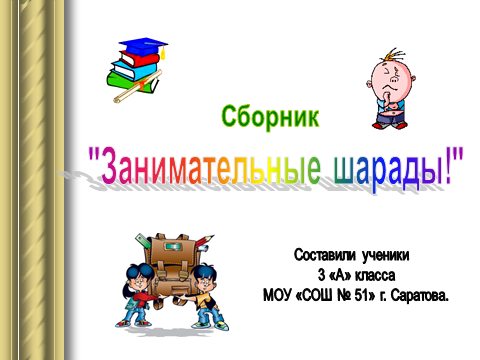 Сборник
"Занимательные шарады!"
Составили ученики
3 «А» класса
МОУ «СОШ № 51» г. Саратова.